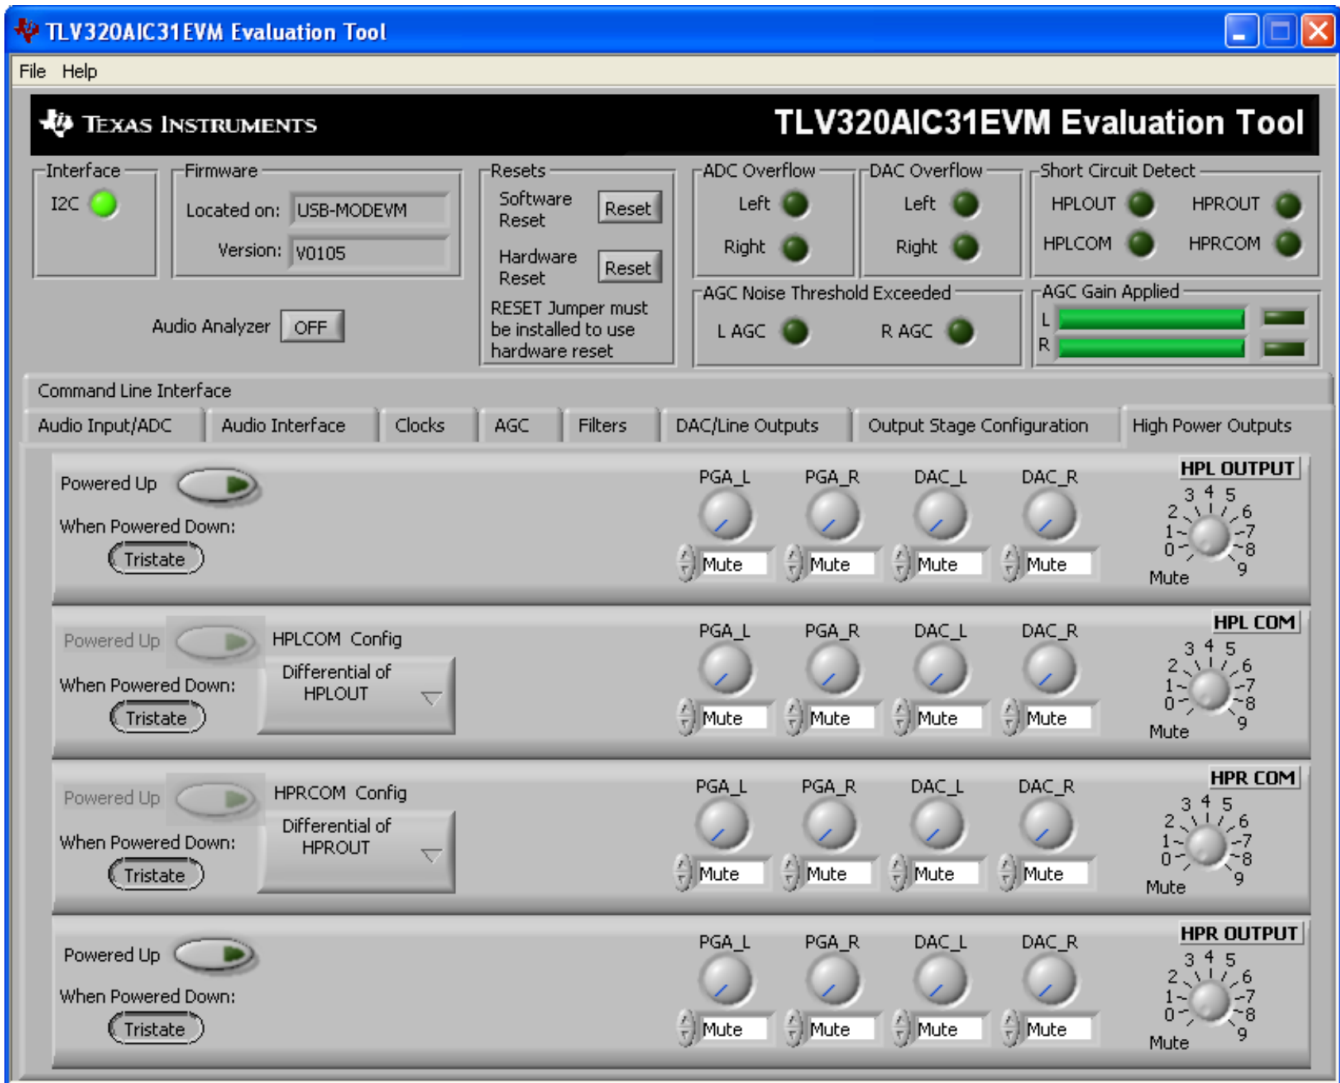 TLV320AIC31EVM Evaluation Tool
File Help
TEXAS INSTRUMENTS
TLV320AIC31EVM Evaluation Tool
Interface
I2C
Firmware
Located on: USB-MODEVM
Version: V0105
Audio Analyzer OFF
Resets
Software Reset Reset
Hardware Reset Reset
RESET Jumper must
be installed to use
hardware reset
ADC Overflow
Left
Right
DAC Overflow
Left
Right
Short Circuit Detect
HPLOUT HPROUT
HPLCOM HPRCOM
AGC Noise Threshold Exceeded
L AGC R AGC
AGC Gain Applied
L
R
Command Line Interface
Audio Input/ADC Audio Interface Clocks AGC Filters DAC/Line Outputs Output Stage Configuration High Power Outputs
Powered Up
When Powered Down:
Tristate
PGA_L PGA_R DAC_L DAC_R
Mute Mute Mute Mute
HPL OUTPUT
Mute 0 1 2 3 4 5 6 7 8 9
Powered Up
When Powered Down:
Tristate
HPLCOM Config
Differential of
HPLOUT
PGA_L PGA_R DAC_L DAC_R
Mute Mute Mute Mute
HPL COM
Mute 0 1 2 3 4 5 6 7 8 9
Powered Up
When Powered Down:
Tristate
HPRCOM Config
Differential of
HPROUT
PGA_L PGA_R DAC_L DAC_R
Mute Mute Mute Mute
HPR COM
Mute 0 1 2 3 4 5 6 7 8 9
Powered Up
When Powered Down:
Tristate
PGA_L PGA_R DAC_L DAC_R
Mute Mute Mute Mute
HPR OUTPUT
Mute 0 1 2 3 4 5 6 7 8 9